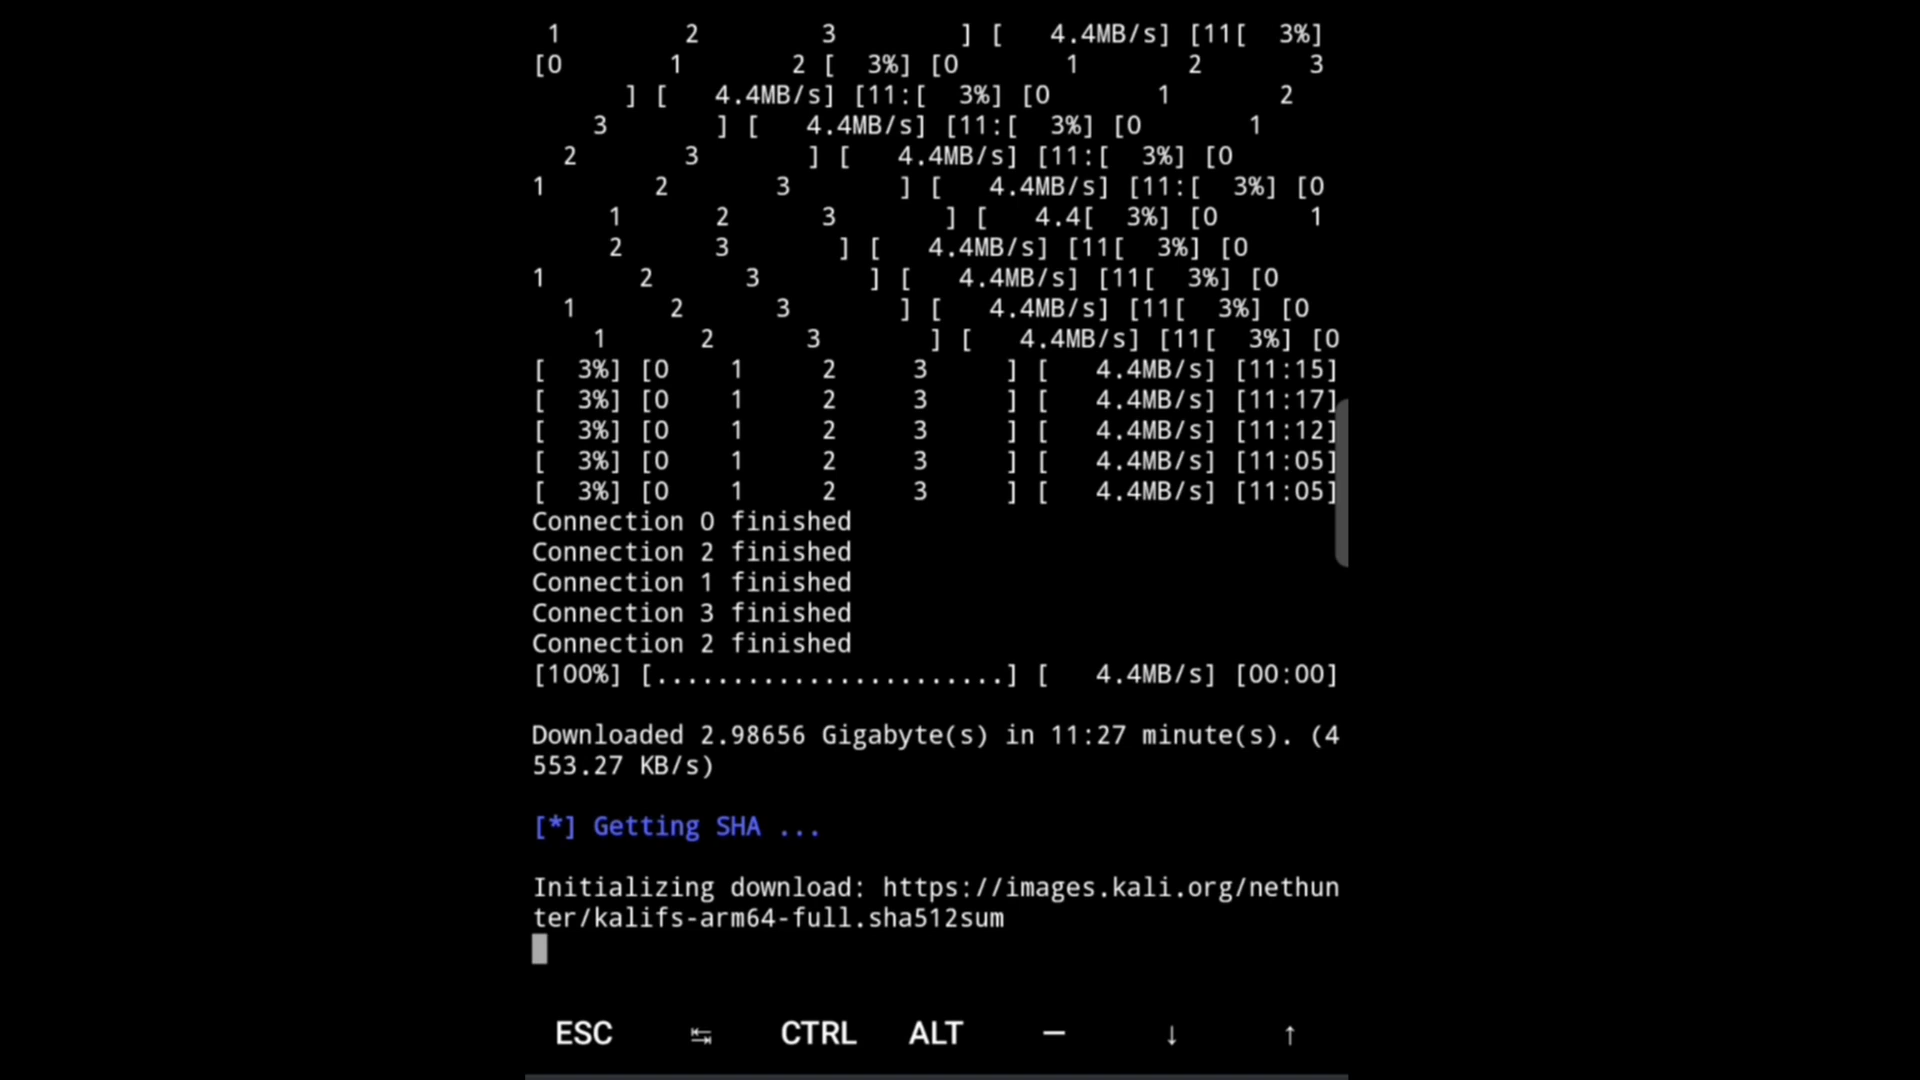 1 2 3 ] [ 4.4MB/s] [11[ 3%]
[0 1 2 [ 3%] [0 1 2 3
] [ 4.4MB/s] [11:[ 3%] [0 1 2
3 ] [ 4.4MB/s] [11:[ 3%] [0 1
2 3 ] [ 4.4MB/s] [11:[ 3%] [0
1 2 3 ] [ 4.4MB/s] [11:[ 3%] [0
1 2 3 ] [ 4.4[ 3%] [0 1
2 3 ] [ 4.4MB/s] [11[ 3%] [0
1 2 3 ] [ 4.4MB/s] [11[ 3%] [0
1 2 3 ] [ 4.4MB/s] [11[ 3%] [0
1 2 3 ] [ 4.4MB/s] [11[ 3%] [0
[ 3%] [0 1 2 3 ] [ 4.4MB/s] [11:15]
[ 3%] [0 1 2 3 ] [ 4.4MB/s] [11:17]
[ 3%] [0 1 2 3 ] [ 4.4MB/s] [11:12]
[ 3%] [0 1 2 3 ] [ 4.4MB/s] [11:05]
[ 3%] [0 1 2 3 ] [ 4.4MB/s] [11:05]
Connection 0 finished
Connection 2 finished
Connection 1 finished
Connection 3 finished
Connection 2 finished
[100%] [.......................] [ 4.4MB/s] [00:00]
Downloaded 2.98656 Gigabyte(s) in 11:27 minute(s). (4
553.27 KB/s)
[*] Getting SHA ...
Initializing download: https://images.kali.org/nethun
ter/kalifs-arm64-full.sha512sum
ESC ↹ CTRL ALT — ↓ ↑